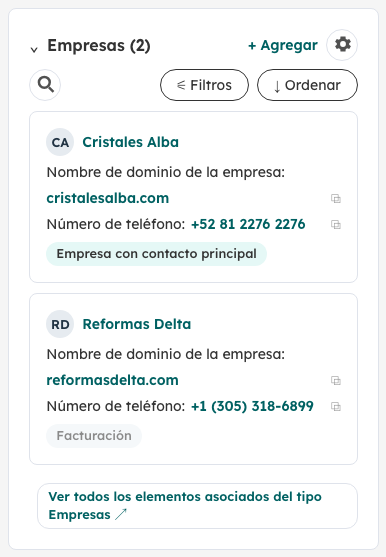 Empresas (2)
+ Agregar
Filtros
Ordenar
CA Cristales Alba
Nombre de dominio de la empresa:
cristalesalba.com
Número de teléfono: +52 81 2276 2276
Empresa con contacto principal
RD Reformas Delta
Nombre de dominio de la empresa:
reformasdelta.com
Número de teléfono: +1 (305) 318-6899
Facturación
Ver todos los elementos asociados del tipo
Empresas